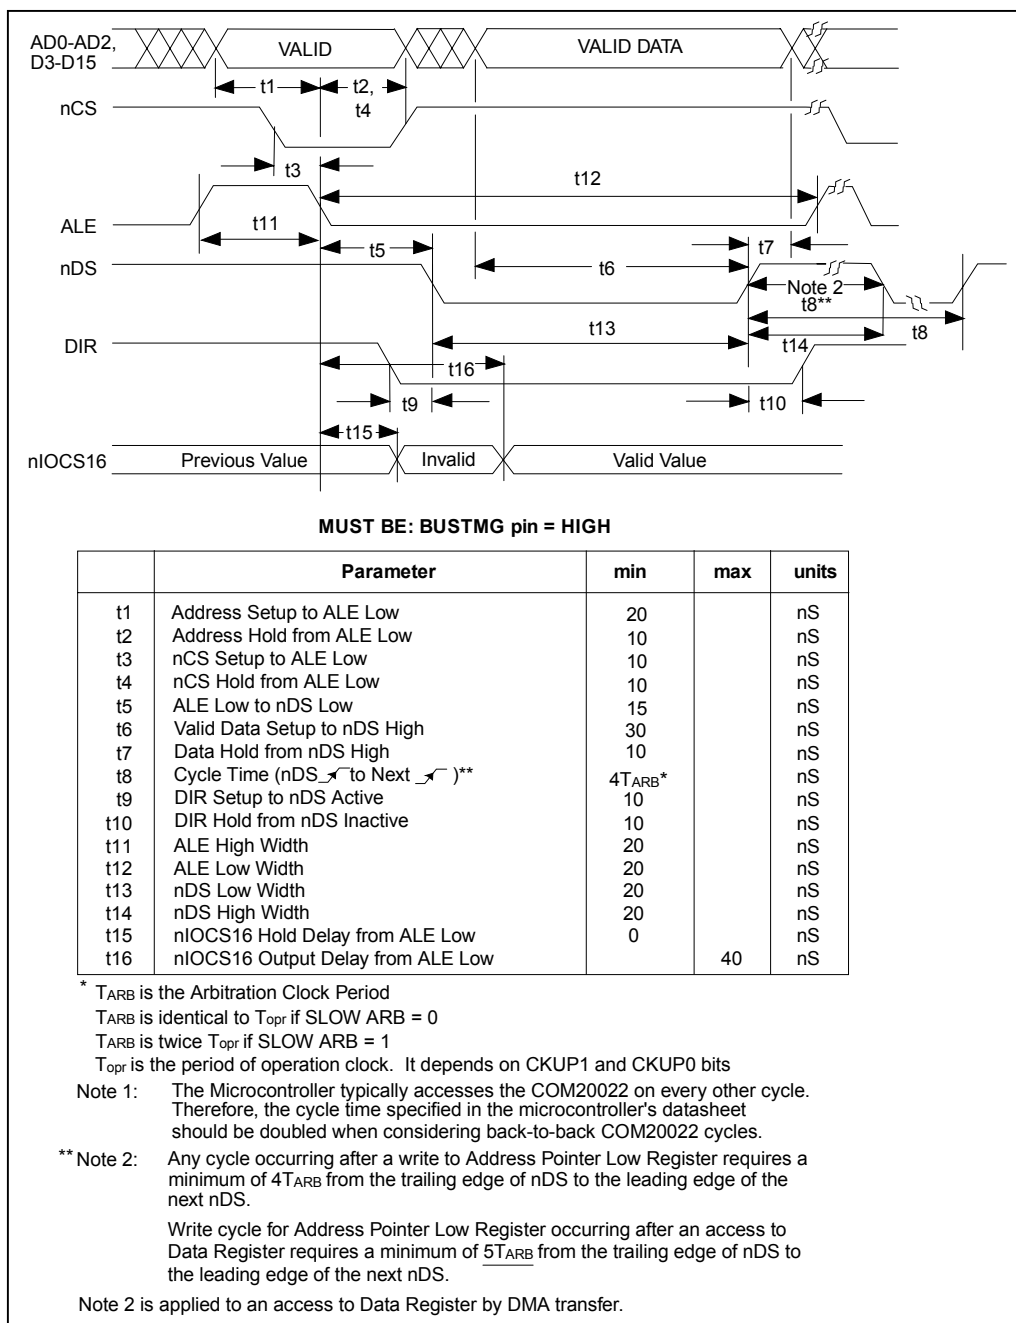 AD0-AD2,
D3-D15
VALID
VALID DATA
t1
t2,
t4
nCS
t3
t12
ALE
t11
t5
t7
nDS
t6
Note 2
t8**
t8
t13
t14
DIR
t16
t9
t10
t15
nIOCS16
Previous Value
Invalid
Valid Value
MUST BE: BUSTMG pin = HIGH
Parameter min max units
t1 Address Setup to ALE Low 20 nS
t2 Address Hold from ALE Low 10 nS
t3 nCS Setup to ALE Low 10 nS
t4 nCS Hold from ALE Low 10 nS
t5 ALE Low to nDS Low 15 nS
t6 Valid Data Setup to nDS High 30 nS
t7 Data Hold from nDS High 10 nS
t8 Cycle Time (nDS to Next )** 4TARB* nS
t9 DIR Setup to nDS Active 10 nS
t10 DIR Hold from nDS Inactive 10 nS
t11 ALE High Width 20 nS
t12 ALE Low Width 20 nS
t13 nDS Low Width 20 nS
t14 nDS High Width 20 nS
t15 nIOCS16 Hold Delay from ALE Low 0 nS
t16 nIOCS16 Output Delay from ALE Low 40 nS
* TARB is the Arbitration Clock Period
TARB is identical to Topr if SLOW ARB = 0
TARB is twice Topr if SLOW ARB = 1
Topr is the period of operation clock. It depends on CKUP1 and CKUP0 bits
Note 1: The Microcontroller typically accesses the COM20022 on every other cycle.
Therefore, the cycle time specified in the microcontroller's datasheet
should be doubled when considering back-to-back COM20022 cycles.
**Note 2: Any cycle occurring after a write to Address Pointer Low Register requires a
minimum of 4TARB from the trailing edge of nDS to the leading edge of the
next nDS.
Write cycle for Address Pointer Low Register occurring after an access to
Data Register requires a minimum of 5TARB from the trailing edge of nDS to
the leading edge of the next nDS.
Note 2 is applied to an access to Data Register by DMA transfer.